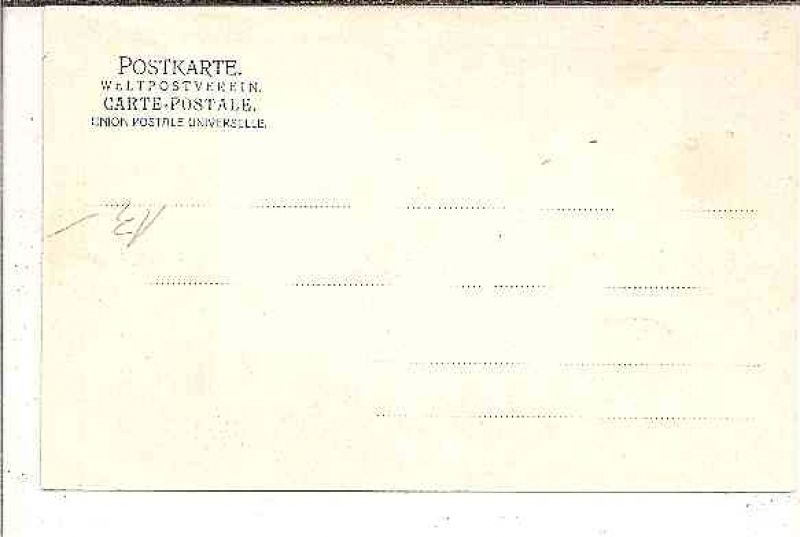 POSTKARTE.
WELTPOSTVEREIN.
CARTE-POSTALE.
UNION POSTALE UNIVERSELLE.